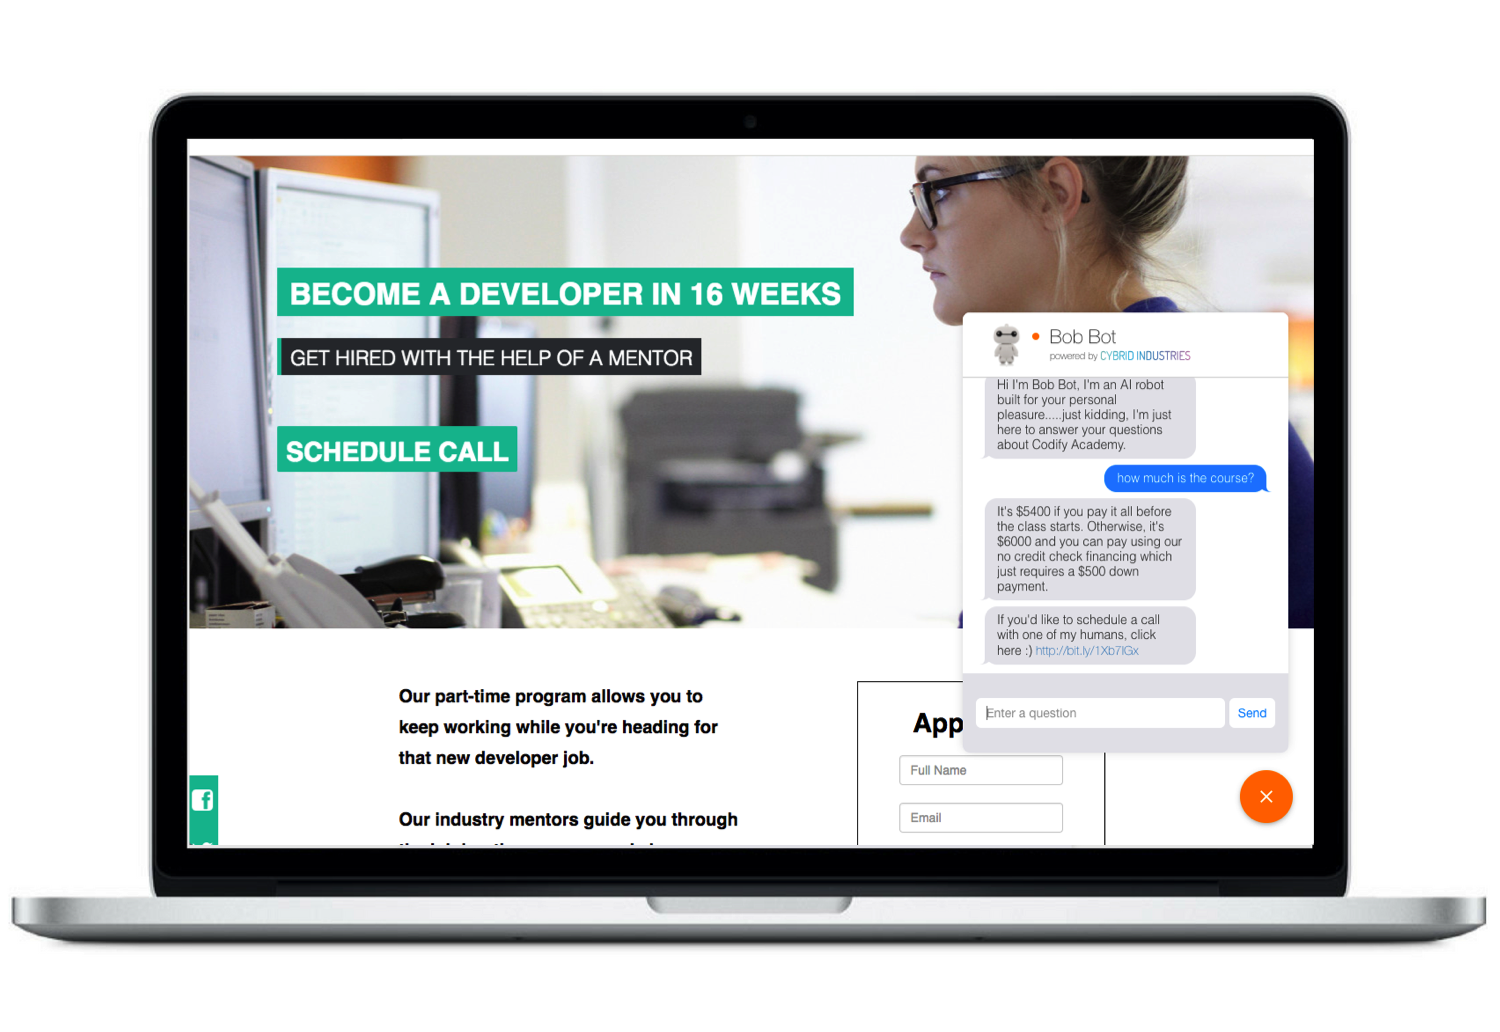 BECOME A DEVELOPER IN 16 WEEKS
GET HIRED WITH THE HELP OF A MENTOR
SCHEDULE CALL
Bob Bot
powered by CYBRID INDUSTRIES
Hi I'm Bob Bot, I'm an AI robot
built for your personal
pleasure.....just kidding, I'm just
here to answer your questions
about Codify Academy.
how much is the course?
It's $5400 if you pay it all before
the class starts. Otherwise, it's
$6000 and you can pay using our
no credit check financing which
just requires a $500 down
payment.
If you'd like to schedule a call
with one of my humans, click
here :) http://bit.ly/1Xb7IGx
Enter a question
Send
Our part-time program allows you to
keep working while you're heading for
that new developer job.
Our industry mentors guide you through
App
Full Name
Email